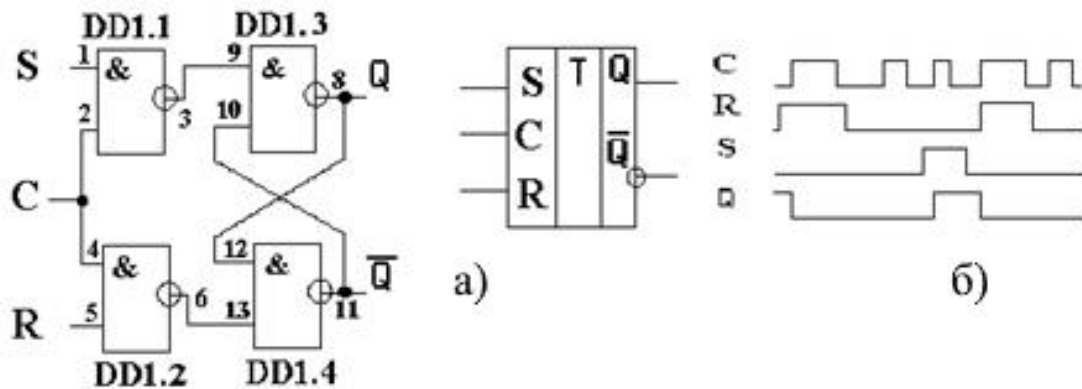 DD1.1 DD1.3
S 1 & 3 9 & 8 Q
2 10
C
4 & 6 12 & 11 Q̅
R 5 13
DD1.2 DD1.4
S T Q
C Q̅
R
а)
C
R
S
Q
б)